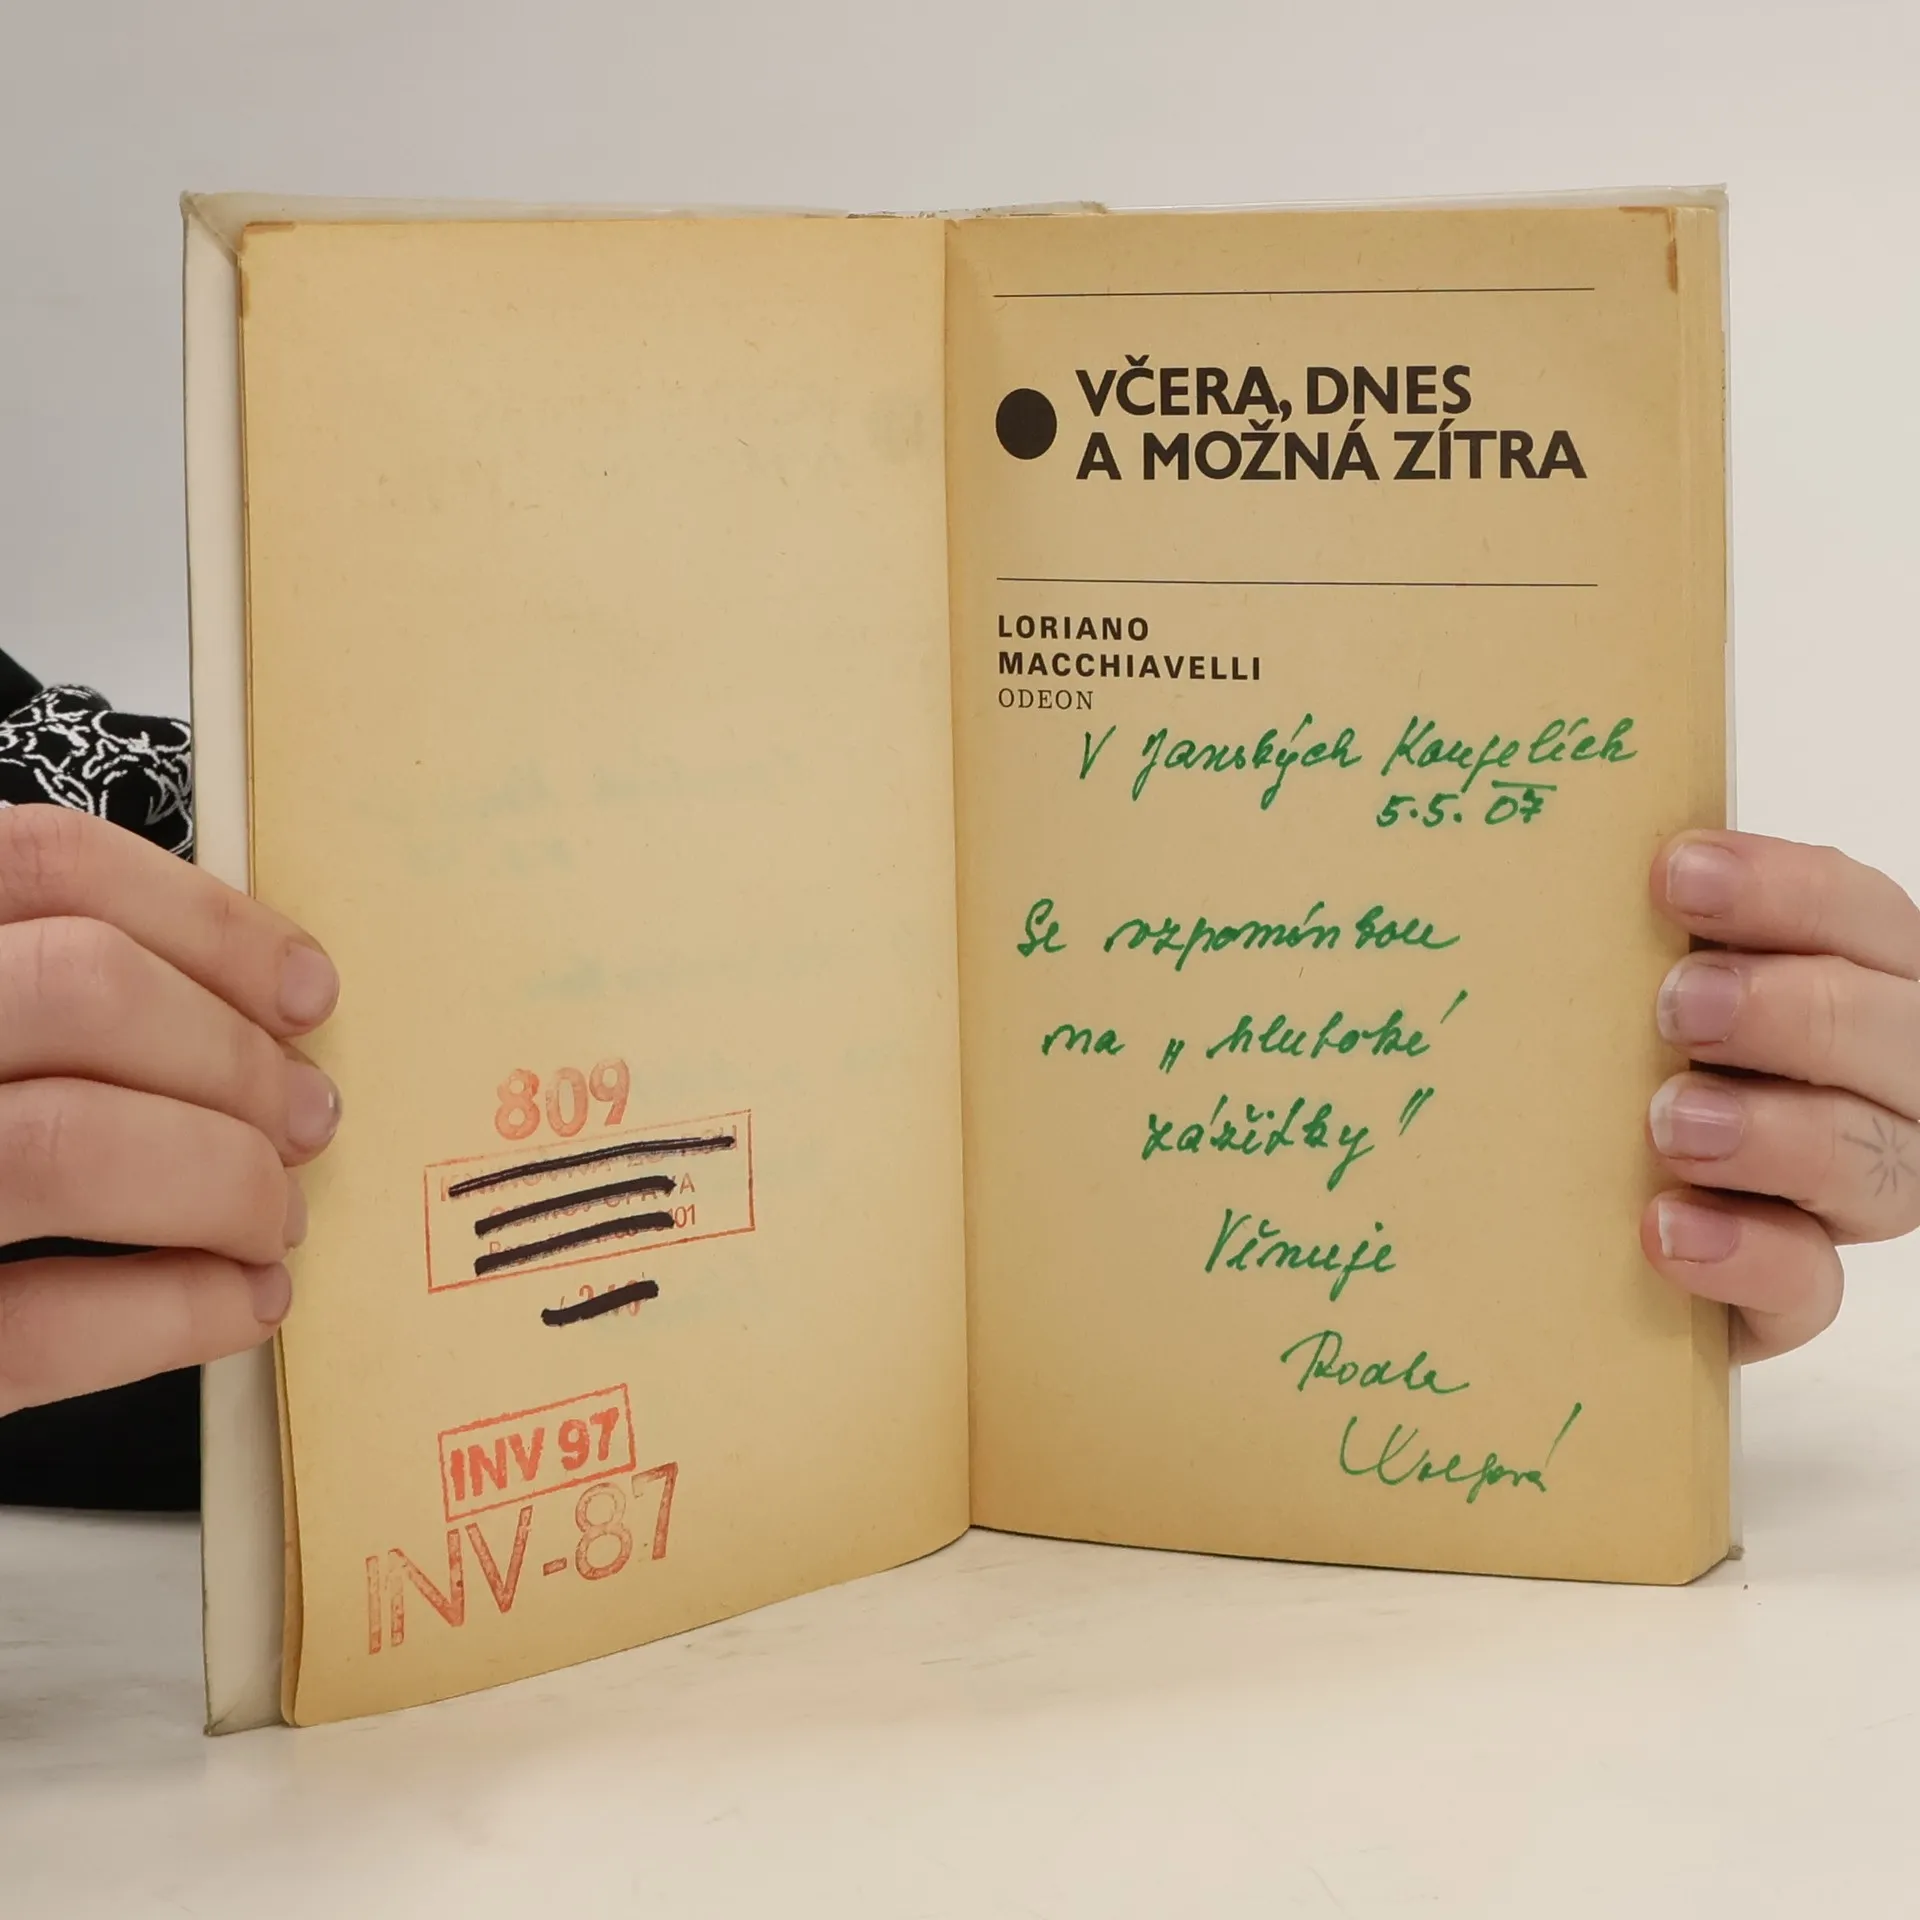 809
INV 97
INV-87
VČERA, DNES
A MOŽNÁ ZÍTRA
LORIANO
MACCHIAVELLI
ODEON
V Janských Koupelích
5.5. 07
Se vzpomínkou
na „hluboké
zážitky"
Věnuje